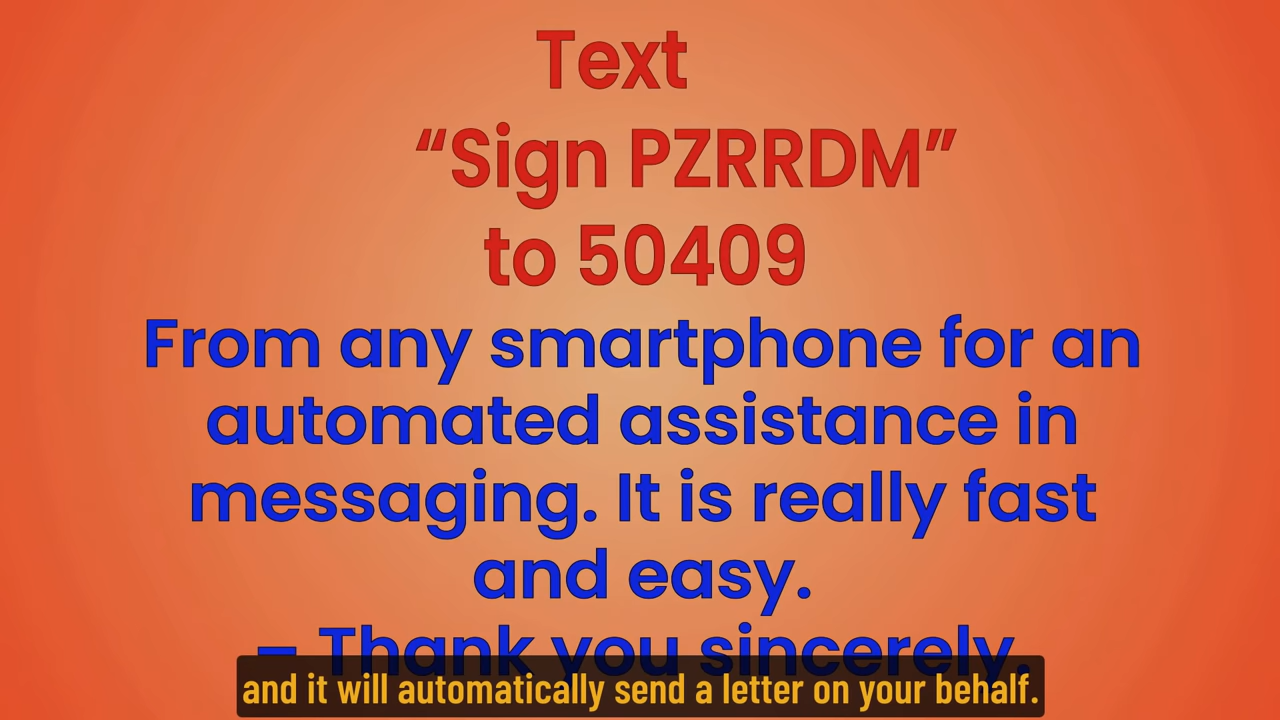 Text
“Sign PZRRDM”
to 50409
From any smartphone for an
automated assistance in
messaging. It is really fast
and easy.
– Thank you sincerely.
and it will automatically send a letter on your behalf.